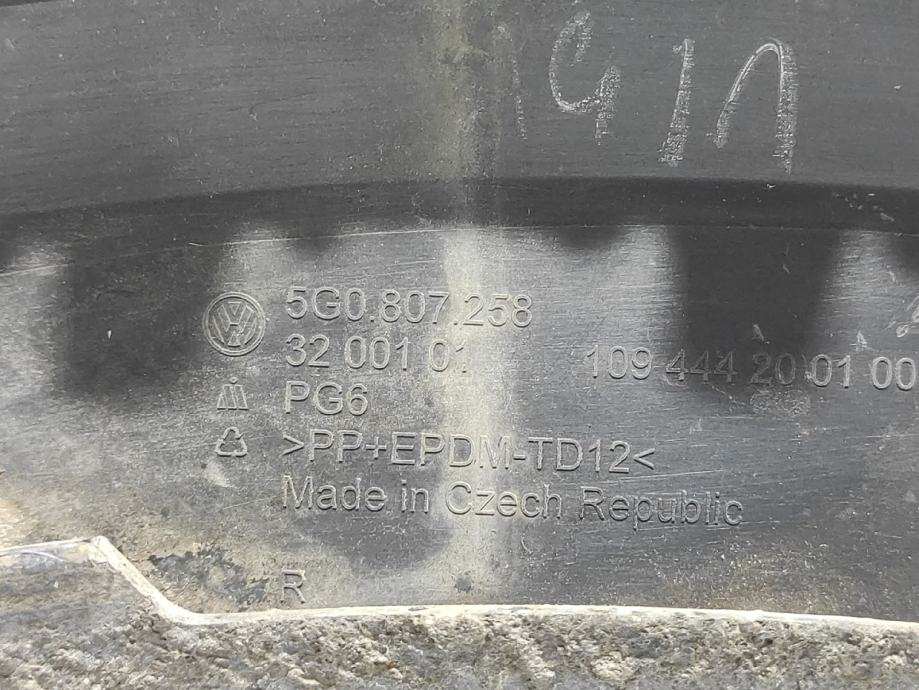 5G0.807.258
32 001 01
109 444 20 01 00
PG6
>PP+EPDM-TD12<
Made in Czech Republic
R